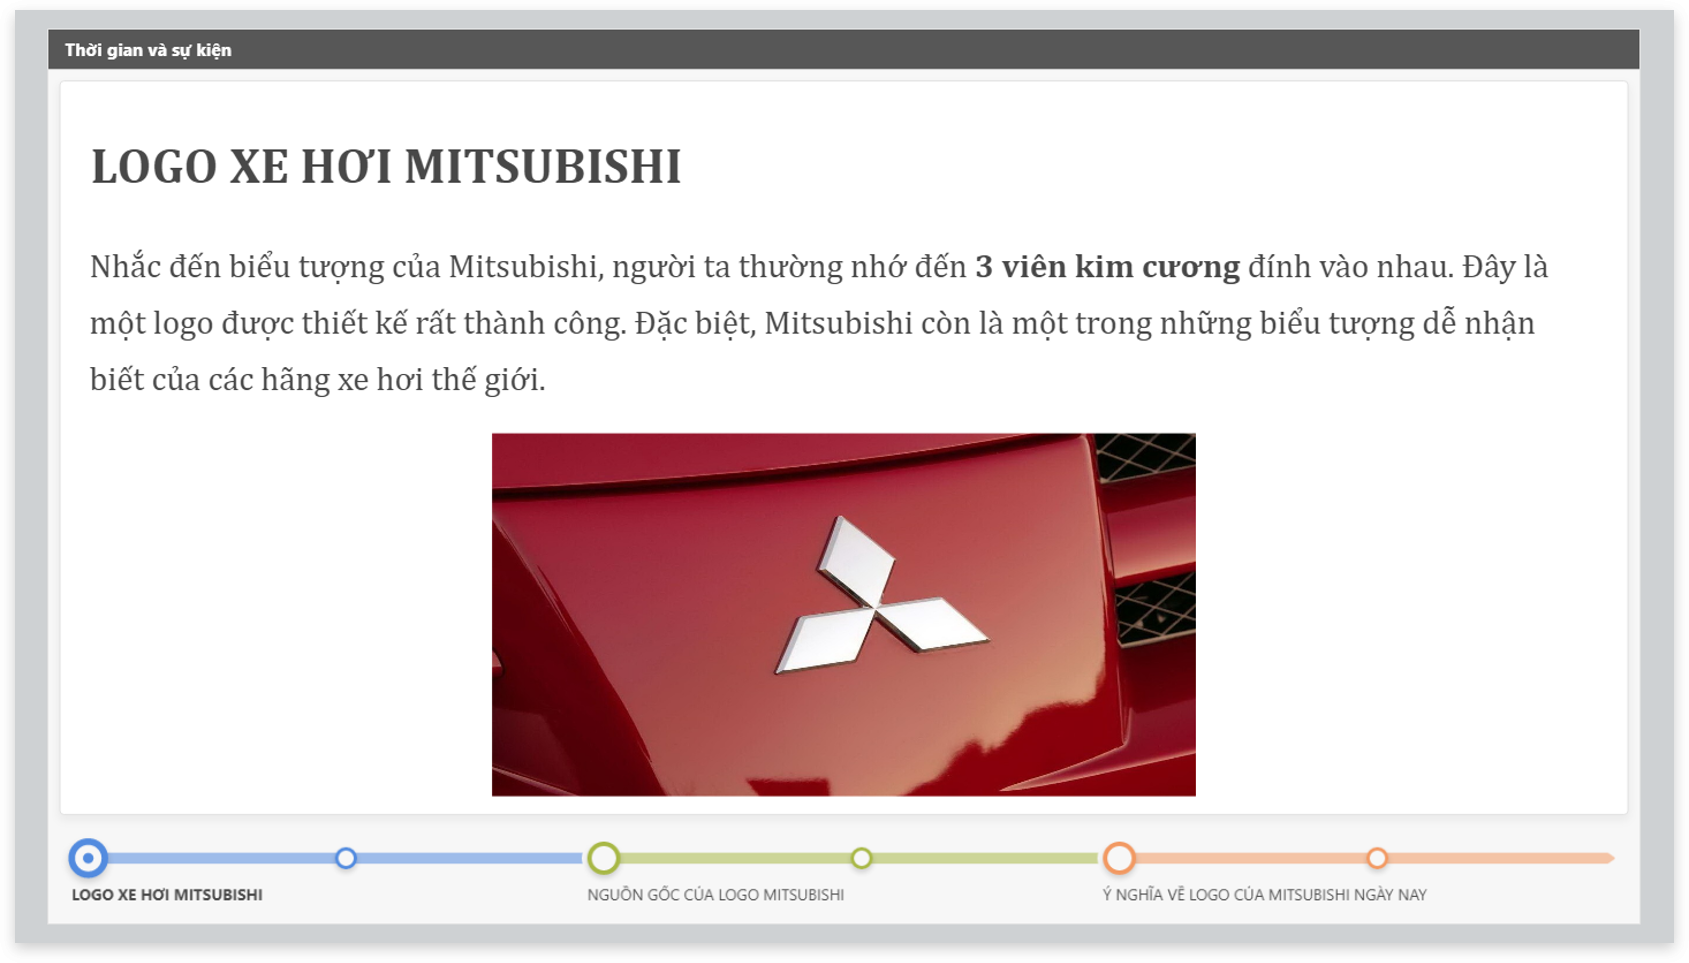 Thời gian và sự kiện
LOGO XE HƠI MITSUBISHI
Nhắc đến biểu tượng của Mitsubishi, người ta thường nhớ đến 3 viên kim cương đính vào nhau. Đây là
một logo được thiết kế rất thành công. Đặc biệt, Mitsubishi còn là một trong những biểu tượng dễ nhận
biết của các hãng xe hơi thế giới.
LOGO XE HƠI MITSUBISHI
NGUỒN GỐC CỦA LOGO MITSUBISHI
Ý NGHĨA VỀ LOGO CỦA MITSUBISHI NGÀY NAY